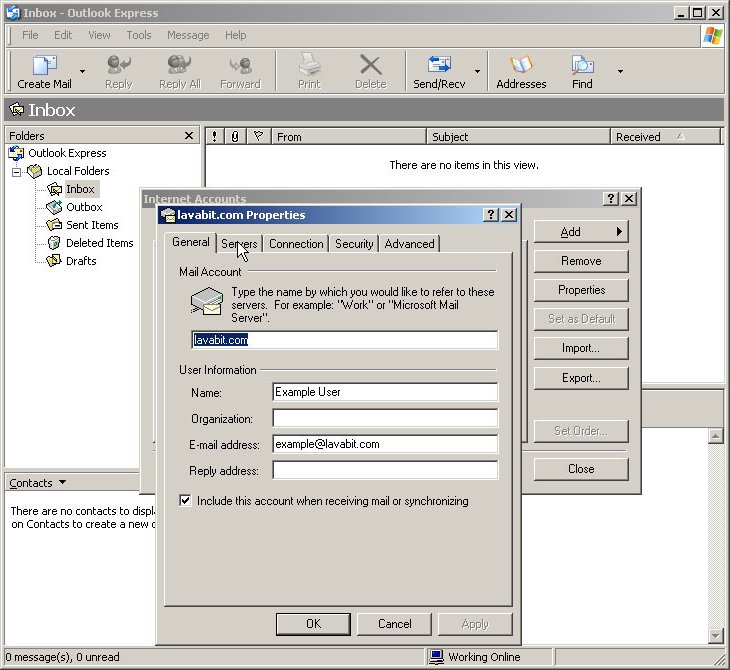 Inbox - Outlook Express
File Edit View Tools Message Help
Create Mail Reply Reply All Forward Print Delete Send/Recv Addresses Find
Inbox
Folders
! From Subject Received
Outlook Express
Local Folders
Inbox
Outbox
Sent Items
Deleted Items
Drafts
There are no items in this view.
Internet Accounts
lavabit.com Properties
General Servers Connection Security Advanced
Mail Account
Type the name by which you would like to refer to these
servers. For example: "Work" or "Microsoft Mail
Server".
lavabit.com
User Information
Name: Example User
Organization:
E-mail address: example@lavabit.com
Reply address:
Include this account when receiving mail or synchronizing
OK Cancel Apply
Add
Remove
Properties
Set as Default
Import...
Export...
Set Order...
Close
Contacts
There are no contacts to
on Contacts to create a new
0 message(s), 0 unread
Working Online